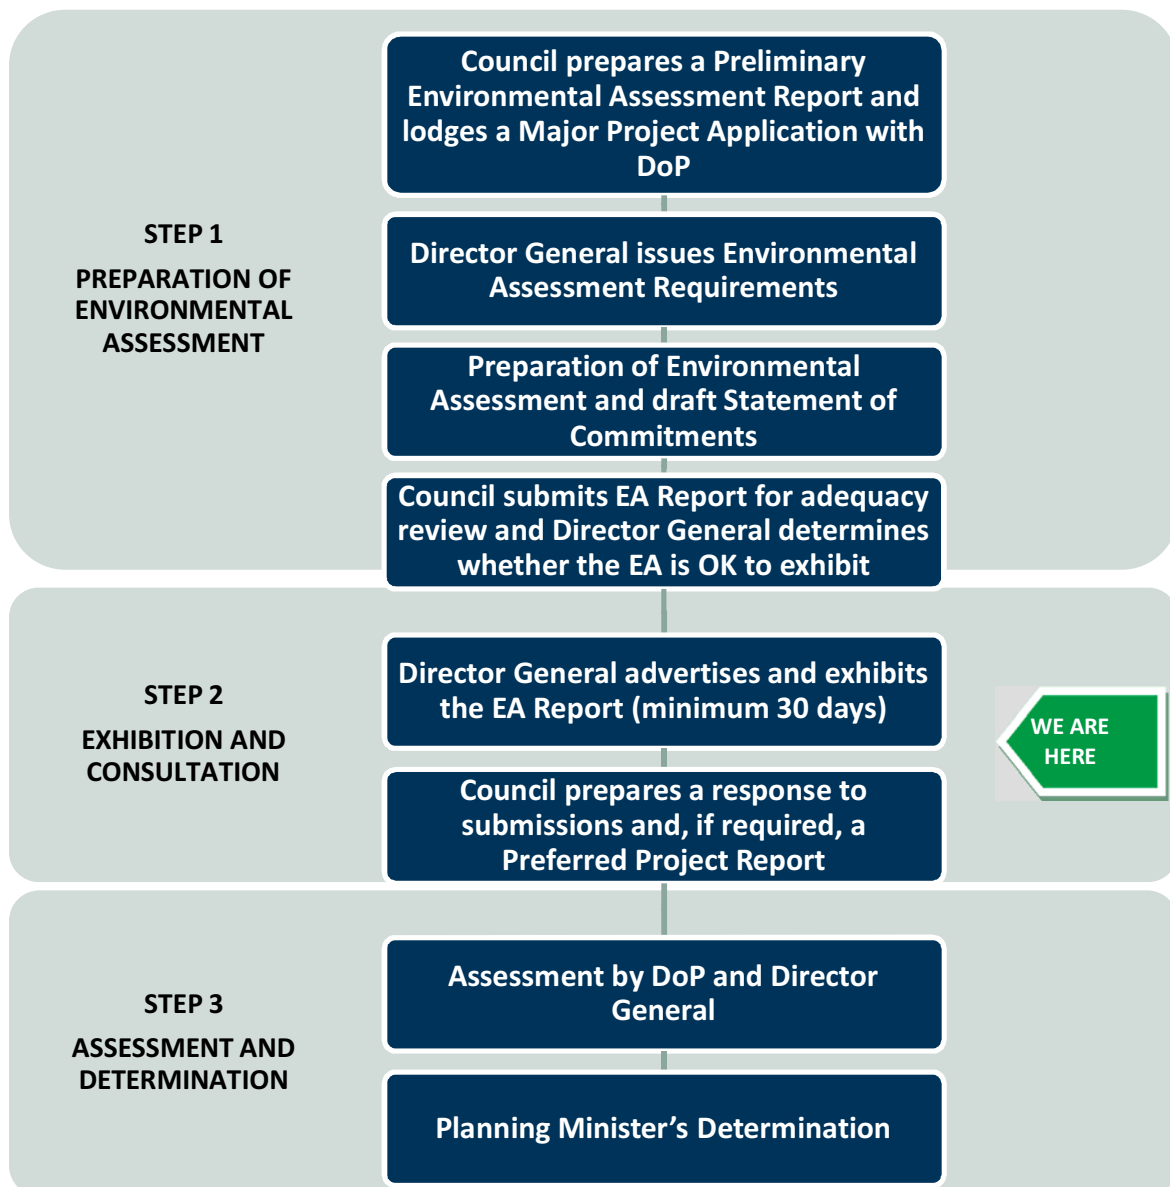 Council prepares a Preliminary
Environmental Assessment Report and
lodges a Major Project Application with
DoP
STEP 1
PREPARATION OF
ENVIRONMENTAL
ASSESSMENT
Director General issues Environmental
Assessment Requirements
Preparation of Environmental
Assessment and draft Statement of
Commitments
Council submits EA Report for adequacy
review and Director General determines
whether the EA is OK to exhibit
STEP 2
EXHIBITION AND
CONSULTATION
Director General advertises and exhibits
the EA Report (minimum 30 days)
WE ARE
HERE
Council prepares a response to
submissions and, if required, a
Preferred Project Report
STEP 3
ASSESSMENT AND
DETERMINATION
Assessment by DoP and Director
General
Planning Minister’s Determination